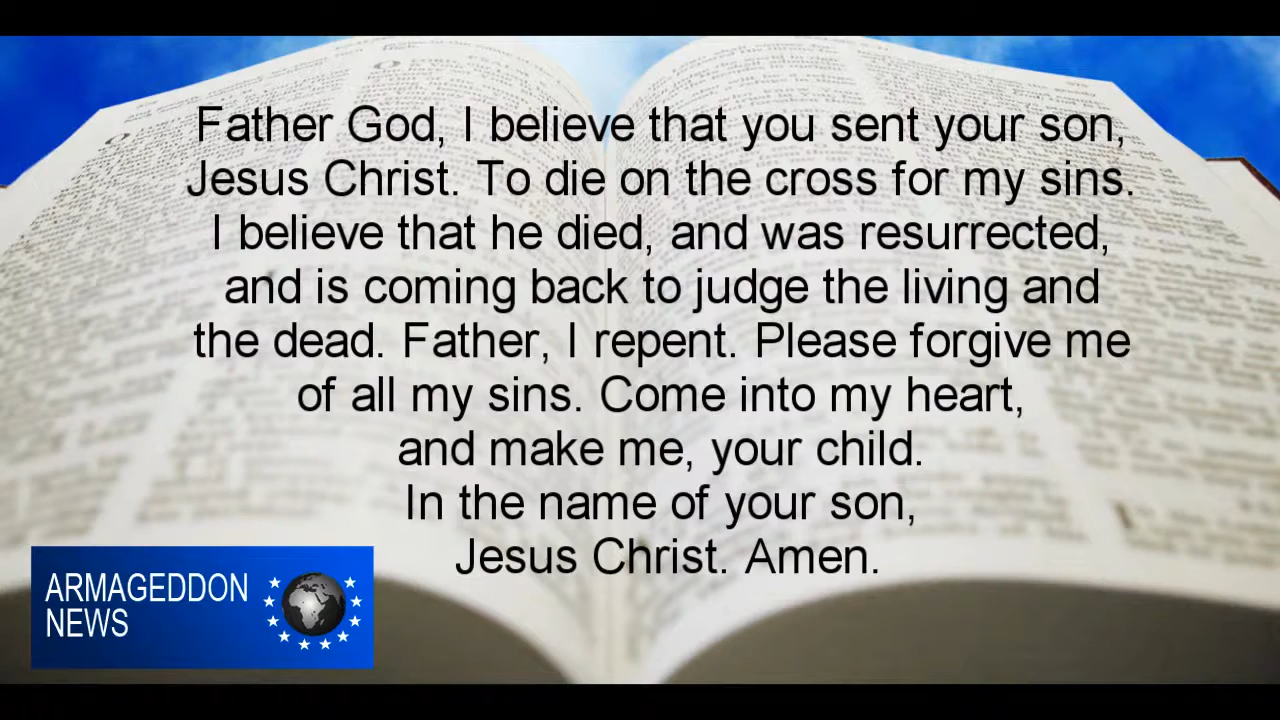 Father God, I believe that you sent your son,
Jesus Christ. To die on the cross for my sins.
I believe that he died, and was resurrected,
and is coming back to judge the living and
the dead. Father, I repent. Please forgive me
of all my sins. Come into my heart,
and make me, your child.
In the name of your son,
Jesus Christ. Amen.
ARMAGEDDON
NEWS